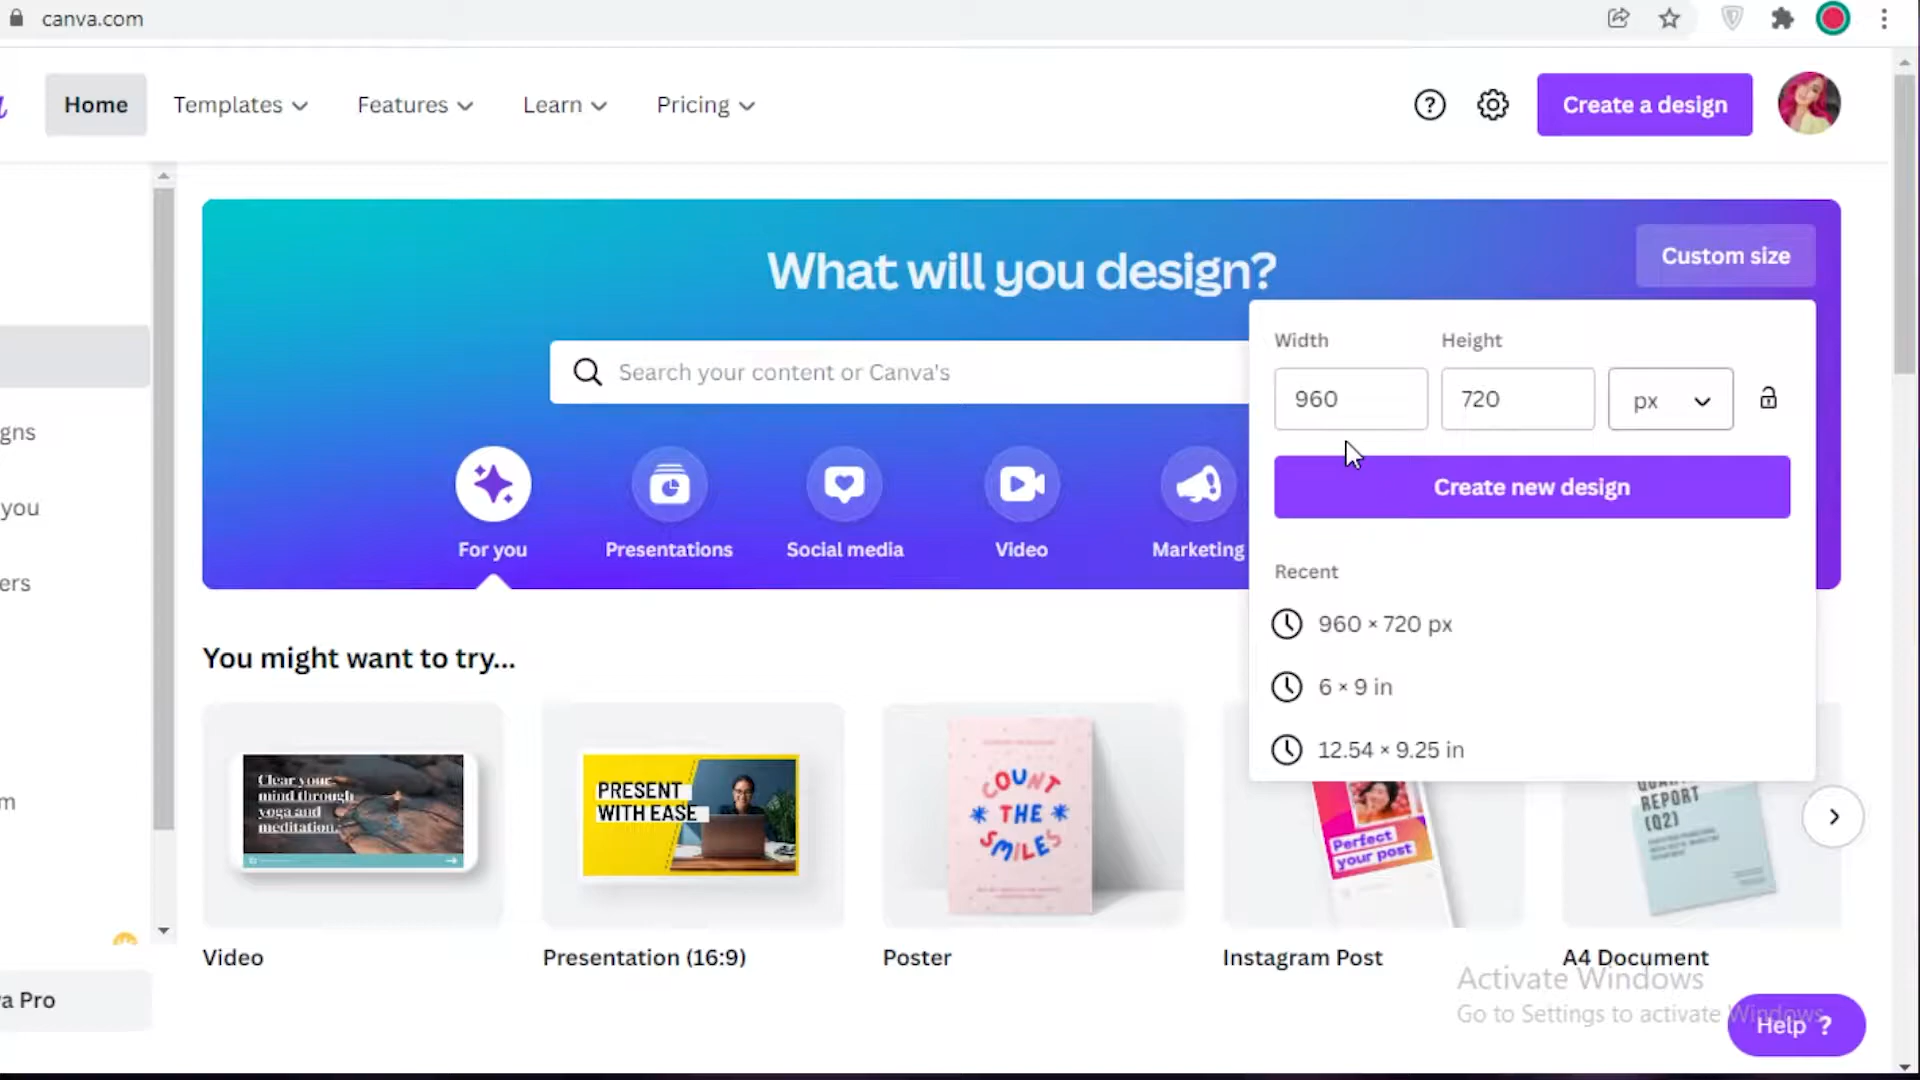 canva.com
Home
Templates
Features
Learn
Pricing
Create a design
What will you design?
Custom size
Width
Height
Search your content or Canva's
960
720
px
Create new design
For you
Presentations
Social media
Video
Marketing
Recent
960 × 720 px
6 × 9 in
12.54 × 9.25 in
gns
you
ers
m
a Pro
You might want to try...
Clear your
mind through
yoga and
meditation.
PRESENT
WITH EASE
COUNT
THE
SMILES
Perfect
your post
REPORT
(Q2)
Video
Presentation (16:9)
Poster
Instagram Post
A4 Document
Activate Windows
Go to Settings to activate Windows.
Help ?